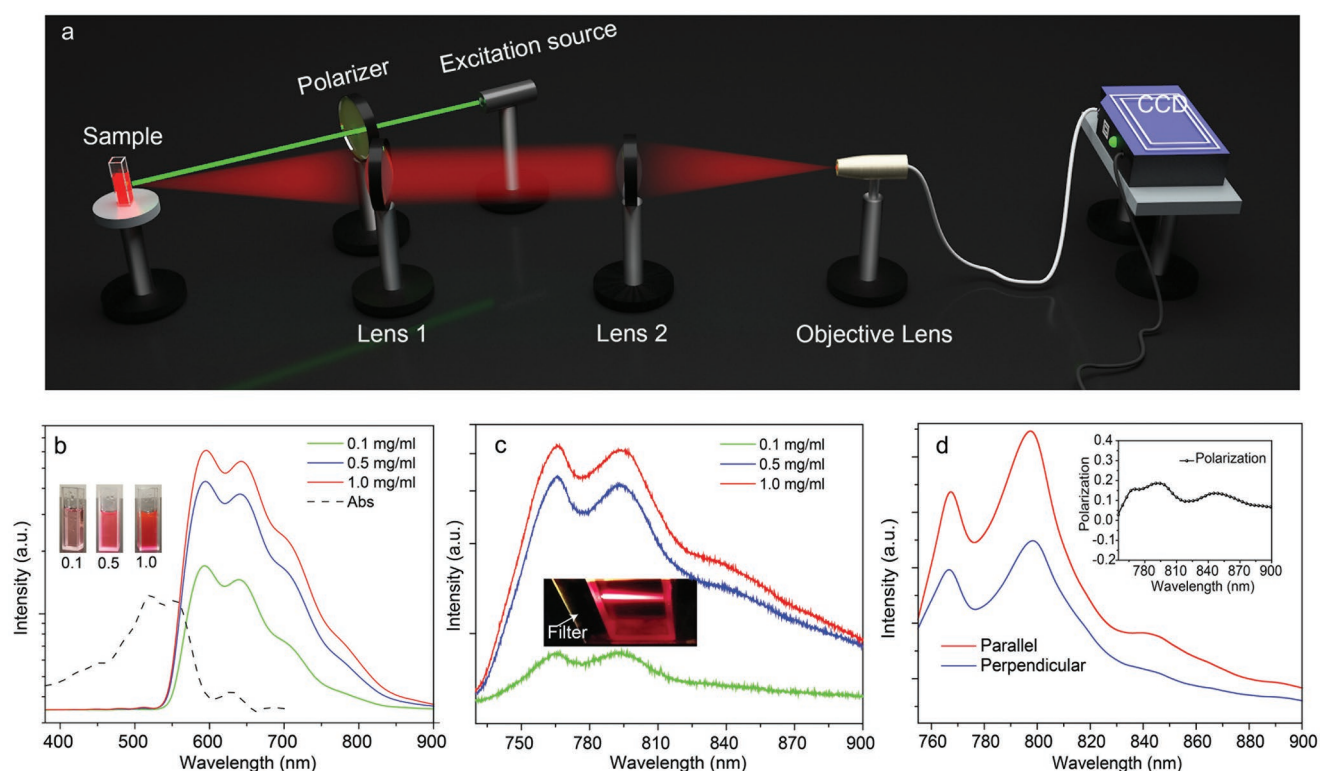 a
Polarizer
Excitation source
Sample
CCD
Lens 1
Lens 2
Objective Lens
b
0.1 mg/ml
0.5 mg/ml
1.0 mg/ml
Abs
0.1
0.5
1.0
Intensity (a.u.)
400
500
600
700
800
900
Wavelength (nm)
c
0.1 mg/ml
0.5 mg/ml
1.0 mg/ml
Filter
Intensity (a.u.)
750
780
810
840
870
900
Wavelength (nm)
d
Polarization
0.4
0.3
0.2
0.1
0.0
-0.1
-0.2
Polarization
780
810
840
870
900
Wavelength (nm)
Parallel
Perpendicular
Intensity (a.u.)
760
780
800
820
840
860
880
900
Wavelength (nm)